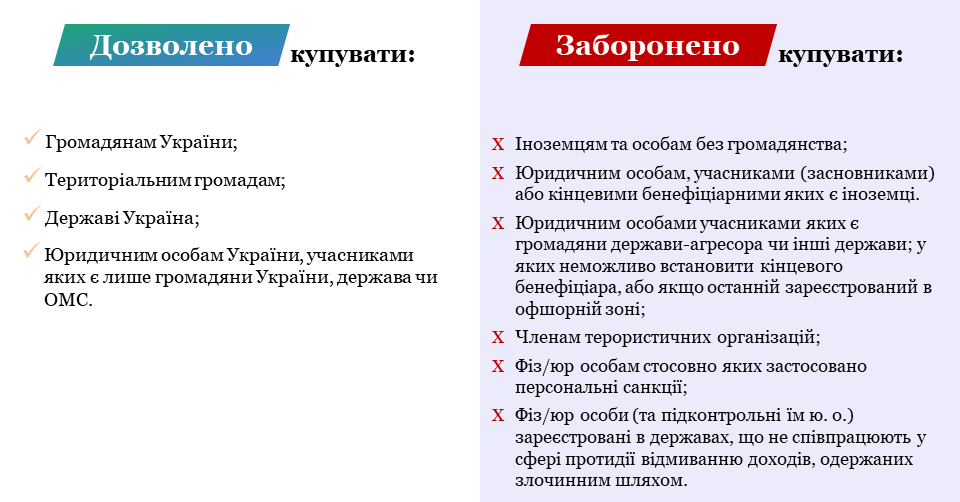 Дозволено купувати:
Громадянам України;
Територіальним громадам;
Державі Україна;
Юридичним особам України, учасниками
яких є лише громадяни України, держава чи
ОМС.
Заборонено купувати:
X Іноземцям та особам без громадянства;
X Юридичним особам, учасниками (засновниками)
або кінцевими бенефіціарними яких є іноземці.
X Юридичним особами учасниками яких є
громадяни держави-агресора чи інші держави; у
яких неможливо встановити кінцевого
бенефіціара, або якщо останній зареєстрований в
офшорній зоні;
X Членам терористичних організацій;
X Фіз/юр особам стосовно яких застосовано
персональні санкції;
X Фіз/юр особи (та підконтрольні їм ю. о.)
зареєстровані в державах, що не співпрацюють у
сфері протидії відмиванню доходів, одержаних
злочинним шляхом.